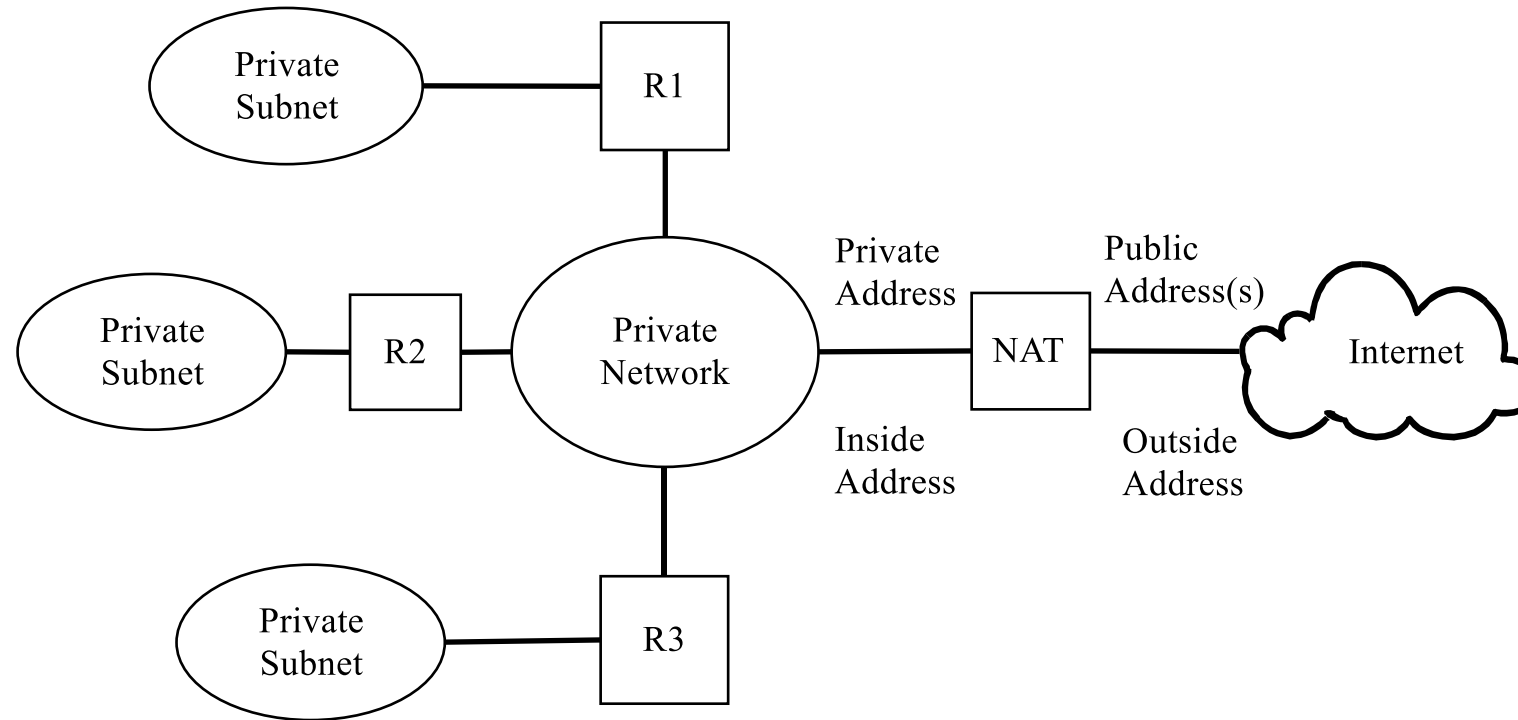 Private
Subnet
R1
Private
Address
Public
Address(s)
Private
Subnet
R2
Private
Network
NAT
Internet
Inside
Address
Outside
Address
Private
Subnet
R3